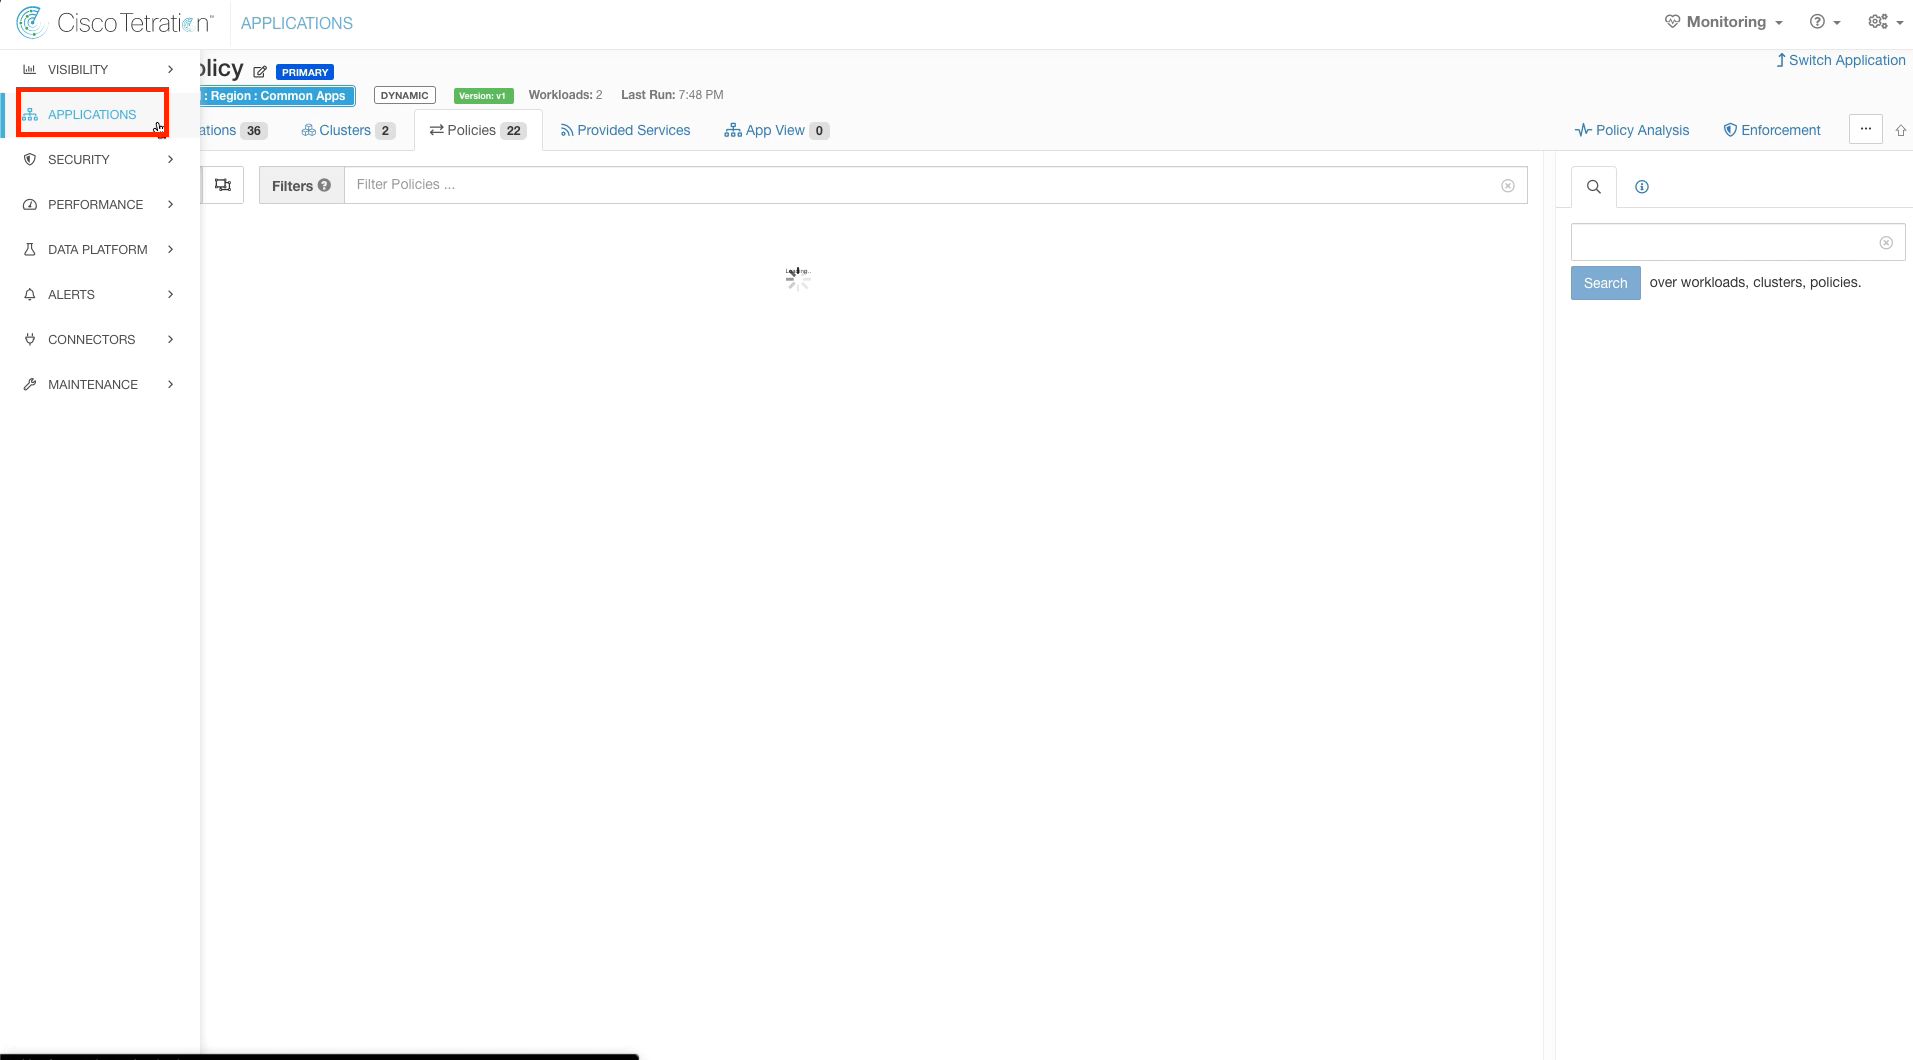 Cisco Tetration™ APPLICATIONS Monitoring
VISIBILITY
APPLICATIONS
SECURITY
PERFORMANCE
DATA PLATFORM
ALERTS
CONNECTORS
MAINTENANCE
olicy PRIMARY Switch Application
: Region : Common Apps DYNAMIC Version: v1 Workloads: 2 Last Run: 7:48 PM
ations 36 Clusters 2 Policies 22 Provided Services App View 0 Policy Analysis Enforcement ...
Filters ? Filter Policies ...
Loading..
Search over workloads, clusters, policies.